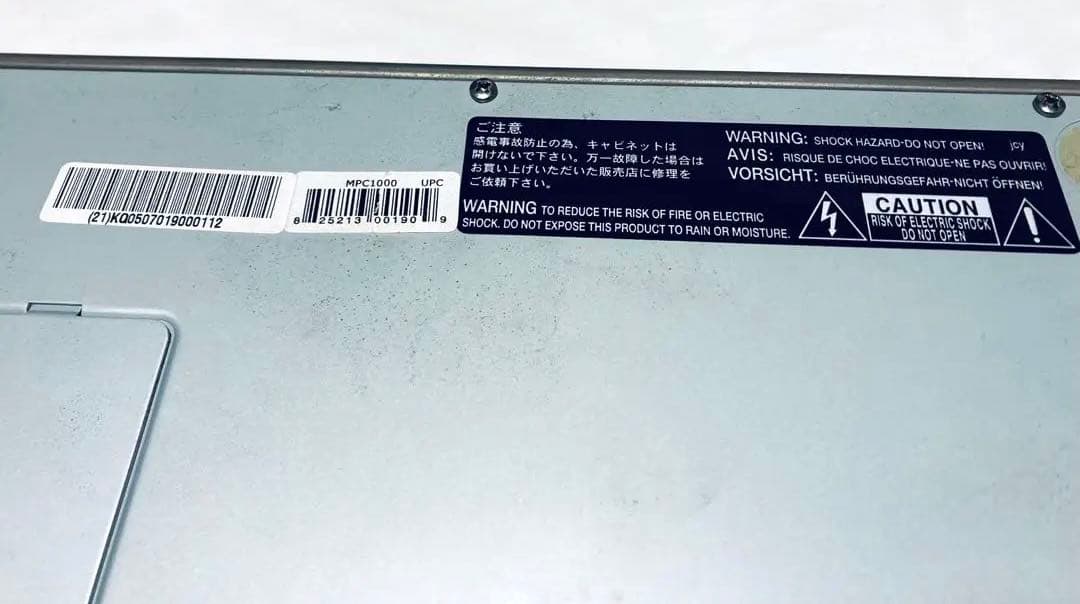 (21)KQ0507019000112
MPC1000 UPC
8 25213 00190 9
ご注意
感電事故防止の為、キャビネットは
開けないで下さい。万一故障した場合は
お買い上げいただいた販売店に修理を
ご依頼下さい。
WARNING: SHOCK HAZARD-DO NOT OPEN! jcy
AVIS: RISQUE DE CHOC ELECTRIQUE-NE PAS OUVRIR!
VORSICHT: BERÜHRUNGSGEFAHR-NICHT ÖFFNEN!
WARNING TO REDUCE THE RISK OF FIRE OR ELECTRIC
SHOCK. DO NOT EXPOSE THIS PRODUCT TO RAIN OR MOISTURE.
CAUTION
RISK OF ELECTRIC SHOCK
DO NOT OPEN